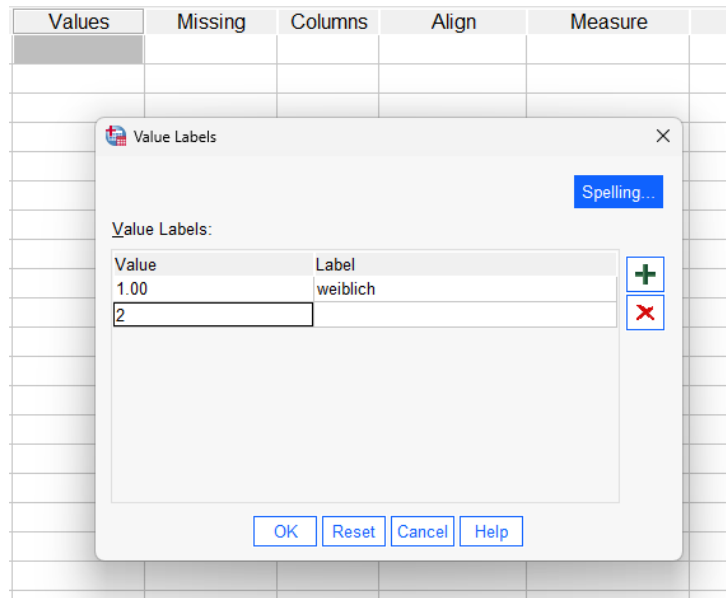 Values Missing Columns Align Measure
Value Labels
Spelling...
Value Labels:
Value Label
1.00 weiblich
2
OK Reset Cancel Help